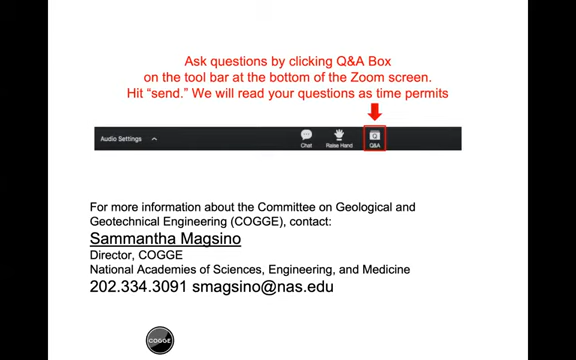 Ask questions by clicking Q&A Box
on the tool bar at the bottom of the Zoom screen.
Hit “send.” We will read your questions as time permits
Audio Settings
Chat
Raise Hand
Q&A
For more information about the Committee on Geological and
Geotechnical Engineering (COGGE), contact:
Sammantha Magsino
Director, COGGE
National Academies of Sciences, Engineering, and Medicine
202.334.3091 smagsino@nas.edu
COGGE